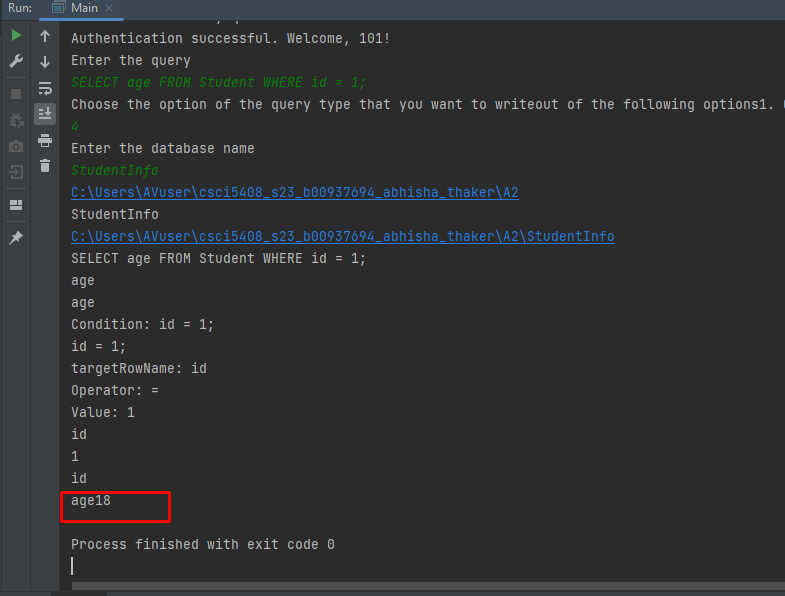 Run:
Main
Authentication successful. Welcome, 101!
Enter the query
SELECT age FROM Student WHERE id = 1;
Choose the option of the query type that you want to writeout of the following options1.
4
Enter the database name
StudentInfo
C:\Users\AVuser\csci5408_s23_b00937694_abhisha_thaker\A2
StudentInfo
C:\Users\AVuser\csci5408_s23_b00937694_abhisha_thaker\A2\StudentInfo
SELECT age FROM Student WHERE id = 1;
age
age
Condition: id = 1;
id = 1;
targetRowName: id
Operator: =
Value: 1
id
1
id
age18
Process finished with exit code 0